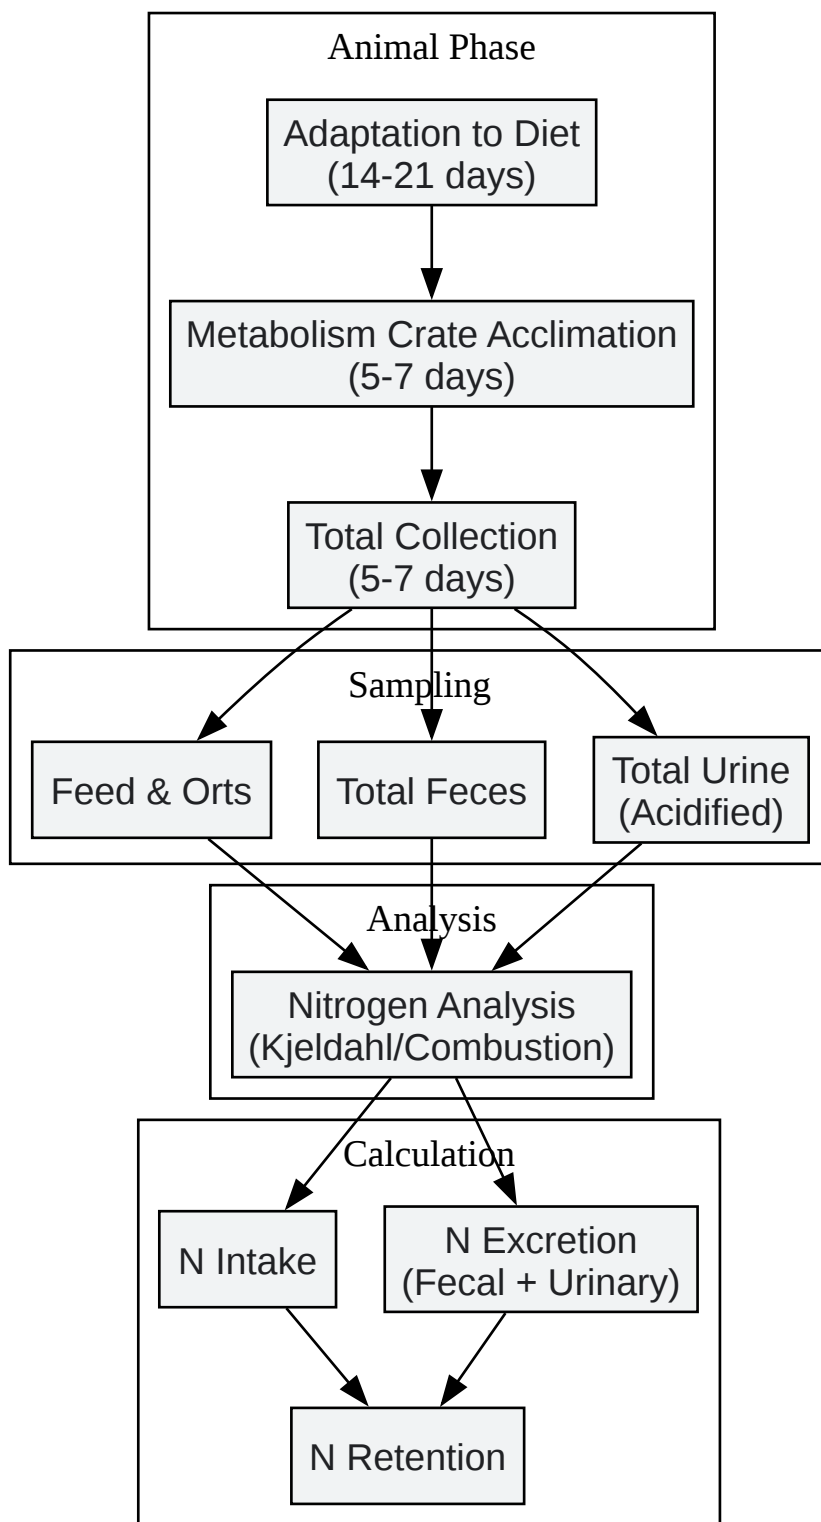 Animal Phase
Adaptation to Diet
(14-21 days)
Metabolism Crate Acclimation
(5-7 days)
Total Collection
(5-7 days)
Sampling
Feed & Orts
Total Feces
Total Urine
(Acidified)
Analysis
Nitrogen Analysis
(Kjeldahl/Combustion)
Calculation
N Intake
N Excretion
(Fecal + Urinary)
N Retention